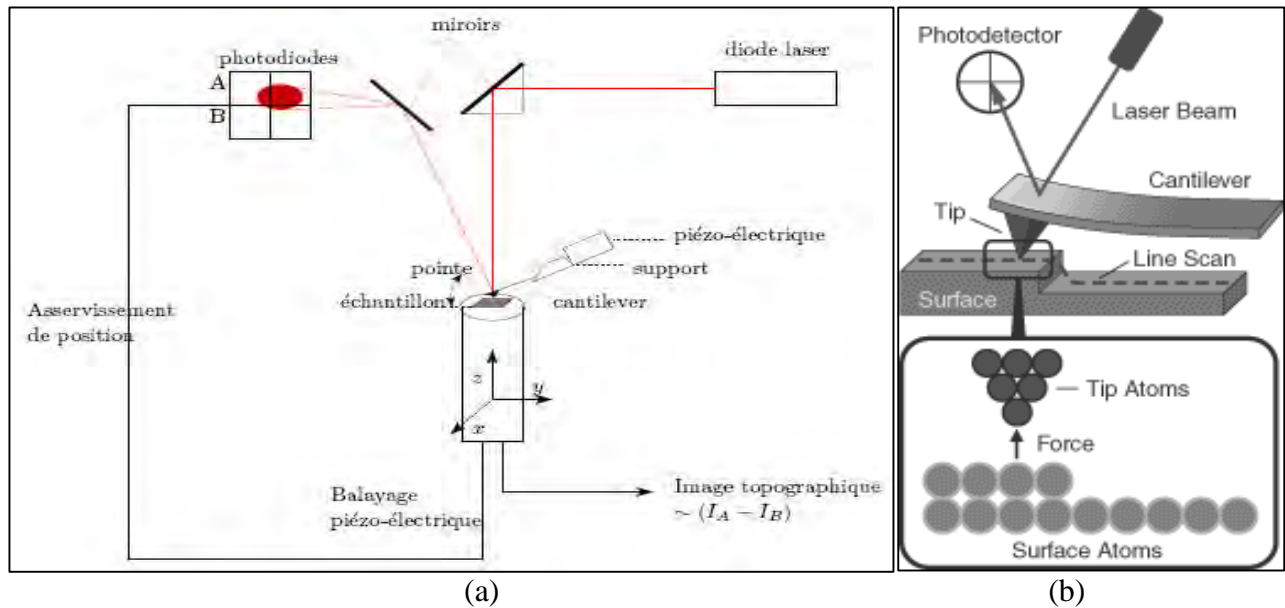 miroirs
photodiodes
diode laser
A
B
piézo-électrique
pointe
support
échantillon
cantilever
Asservissement
de position
z
y
x
Balayage
piézo-électrique
Image topographique
~ (I_A − I_B)
(a)
Photodetector
Laser Beam
Cantilever
Tip
Line Scan
Surface
Tip Atoms
Force
Surface Atoms
(b)